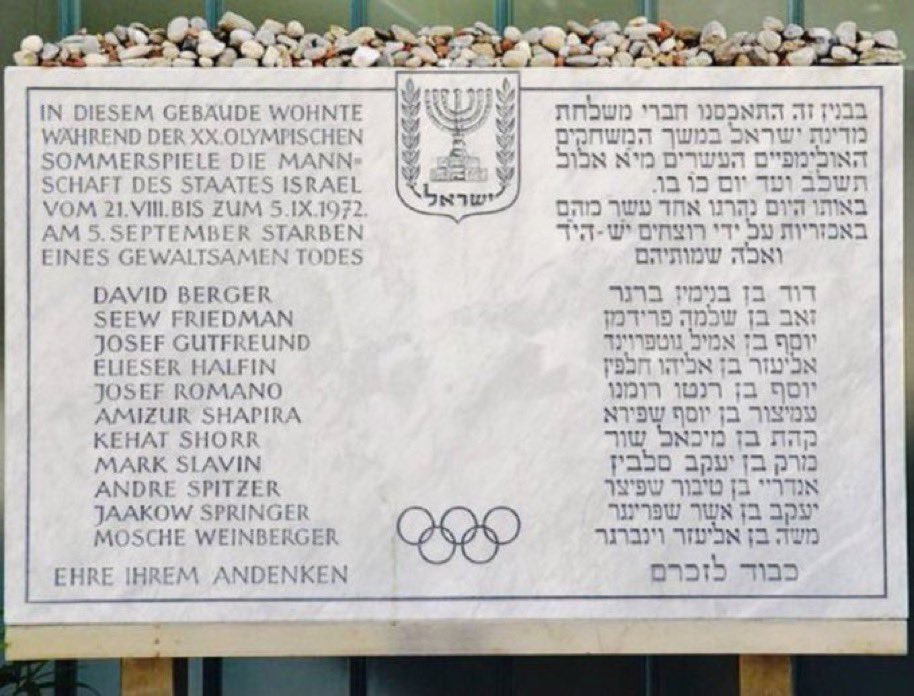 IN DIESEM GEBÄUDE WOHNTE
WÄHREND DER XX.OLYMPISCHEN
SOMMERSPIELE DIE MANN=
SCHAFT DES STAATES ISRAEL
VOM 21.VIII.BIS ZUM 5.IX.1972.
AM 5.SEPTEMBER STARBEN
EINES GEWALTSAMEN TODES
DAVID BERGER
SEEW FRIEDMAN
JOSEF GUTFREUND
ELIESER HALFIN
JOSEF ROMANO
AMIZUR SHAPIRA
KEHAT SHORR
MARK SLAVIN
ANDRE SPITZER
JAAKOW SPRINGER
MOSCHE WEINBERGER
EHRE IHREM ANDENKEN
ישראל
בבנין זה התאכסנו חברי משלחת
מדינת ישראל במשך המשחקים
האולימפיים העשרים מי״א אלול
תשל״ב ועד יום כ״ו בו.
באותו היום נהרגו אחד עשר מהם
באכזריות על ידי רוצחים
ואלה שמותיהם
דוד בן בנימין ברגר
זאב בן שלמה פרידמן
יוסף בן אמיל גוטפרוינד
אליעזר בן אליהו חלפין
יוסף בן רנטו רומנו
עמיצור בן יוסף שפירא
קהת בן מיכאל שור
מרק בן יעקב סלבין
אנדריי בן טיבור שפיצר
יעקב בן אשר שפרינגר
משה בן אליעזר וינברגר
כבוד לזכרם